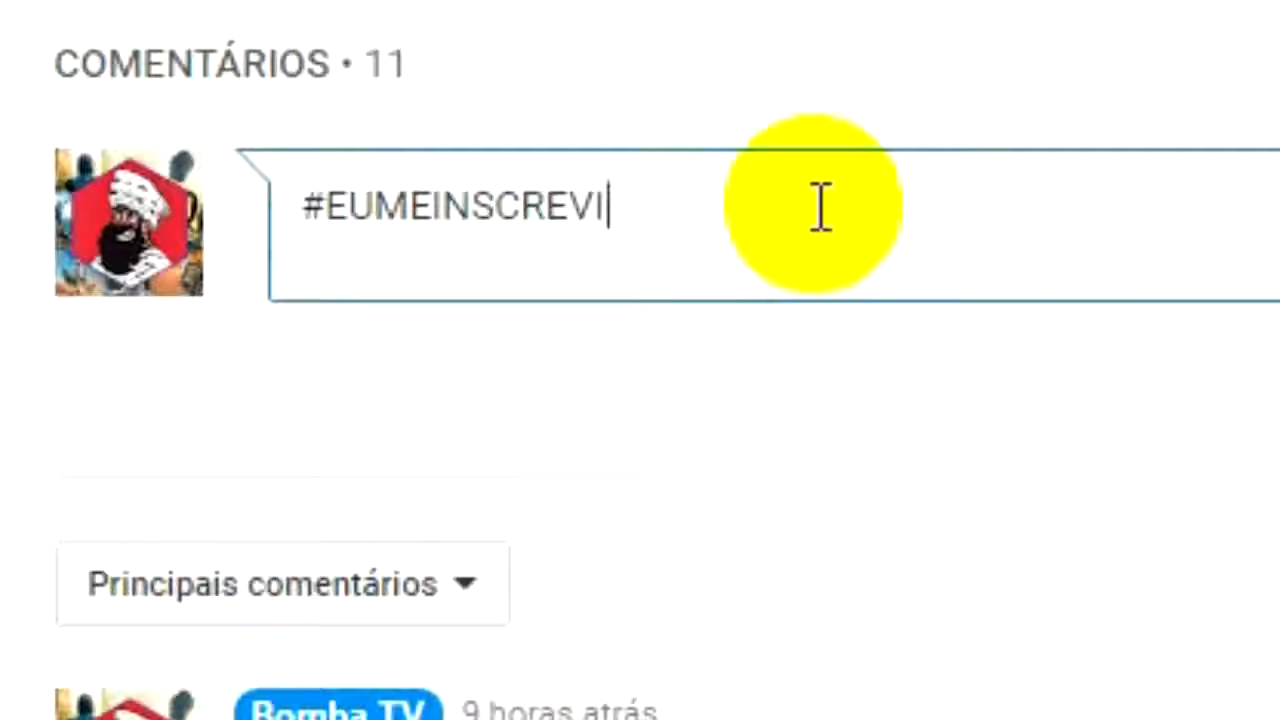 COMENTÁRIOS • 11
#EUMEINSCREVI
Principais comentários
Bomba TV 9 horas atrás